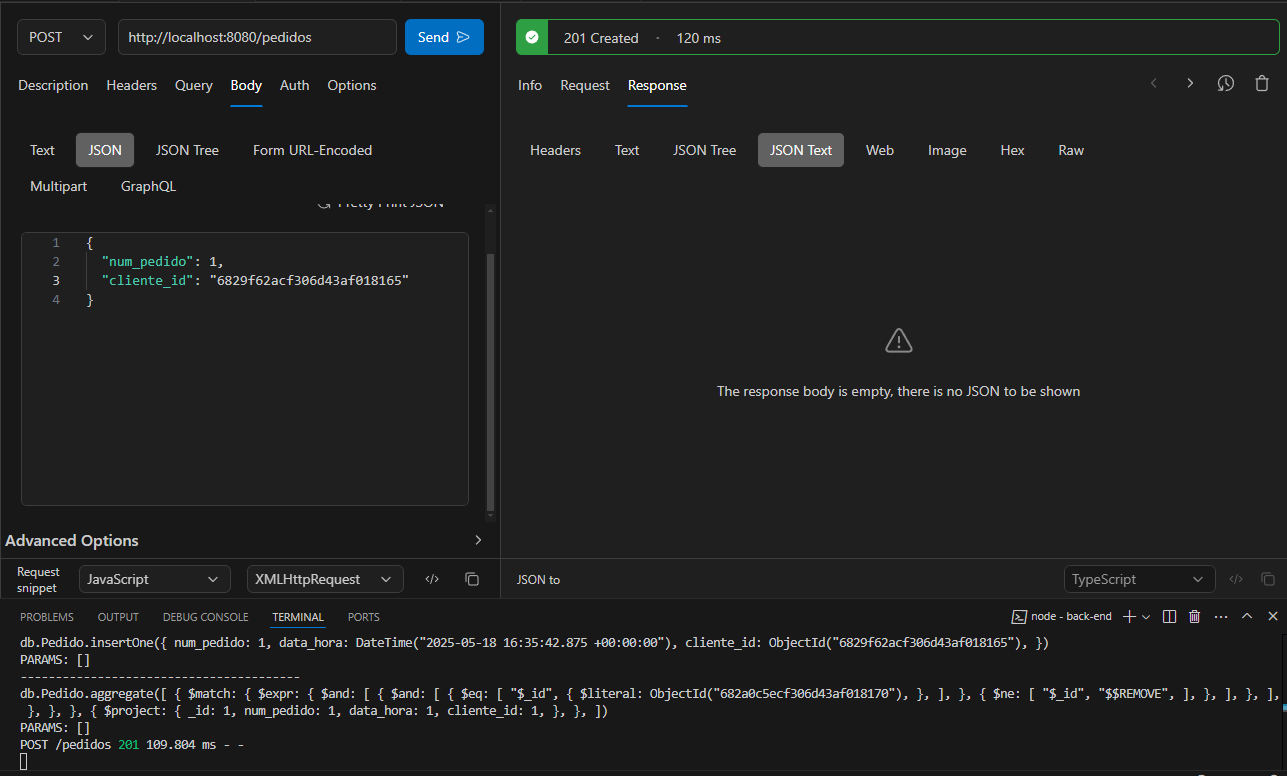 POST
http://localhost:8080/pedidos
Send
Description Headers Query Body Auth Options
Text JSON JSON Tree Form URL-Encoded
Multipart GraphQL
Pretty Print JSON
1 {
2 "num_pedido": 1,
3 "cliente_id": "6829f62acf306d43af018165"
4 }
Advanced Options
Request snippet
JavaScript
XMLHttpRequest
201 Created - 120 ms
Info Request Response
Headers Text JSON Tree JSON Text Web Image Hex Raw
The response body is empty, there is no JSON to be shown
JSON to
TypeScript
PROBLEMS OUTPUT DEBUG CONSOLE TERMINAL PORTS
node - back-end
db.Pedido.insertOne({ num_pedido: 1, data_hora: DateTime("2025-05-18 16:35:42.875 +00:00:00"), cliente_id: ObjectId("6829f62acf306d43af018165"), })
PARAMS: []
----------------------------------------
db.Pedido.aggregate([ { $match: { $expr: { $and: [ { $and: [ { $eq: [ "$_id", { $literal: ObjectId("682a0c5ecf306d43af018170"), }, ], }, { $ne: [ "$_id", "$$REMOVE", ], }, ], }, ],
}, }, }, { $project: { _id: 1, num_pedido: 1, data_hora: 1, cliente_id: 1, }, }, ])
PARAMS: []
POST /pedidos 201 109.804 ms - -